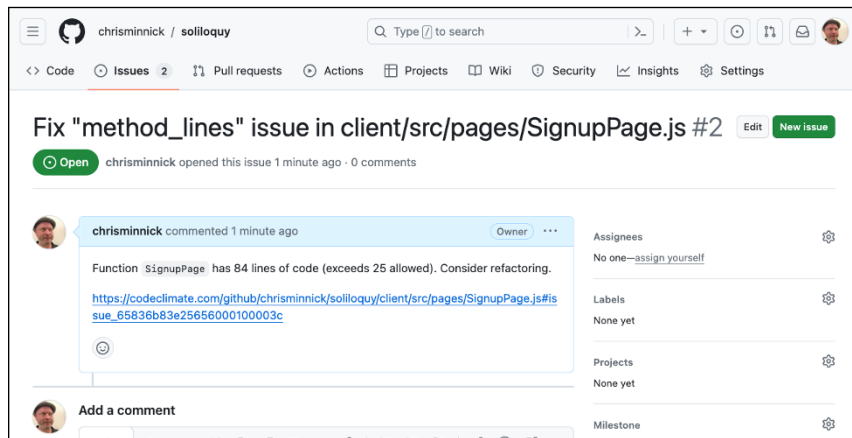 chrisminnick / soliloquy
Type / to search
Code
Issues 2
Pull requests
Actions
Projects
Wiki
Security
Insights
Settings
Fix "method_lines" issue in client/src/pages/SignupPage.js #2
Edit
New issue
Open
chrisminnick opened this issue 1 minute ago · 0 comments
chrisminnick commented 1 minute ago
Owner
Function SignupPage has 84 lines of code (exceeds 25 allowed). Consider refactoring.
https://codeclimate.com/github/chrisminnick/soliloquy/client/src/pages/SignupPage.js#is
sue_65836b83e25656000100003c
Assignees
No one—assign yourself
Labels
None yet
Projects
None yet
Milestone
Add a comment